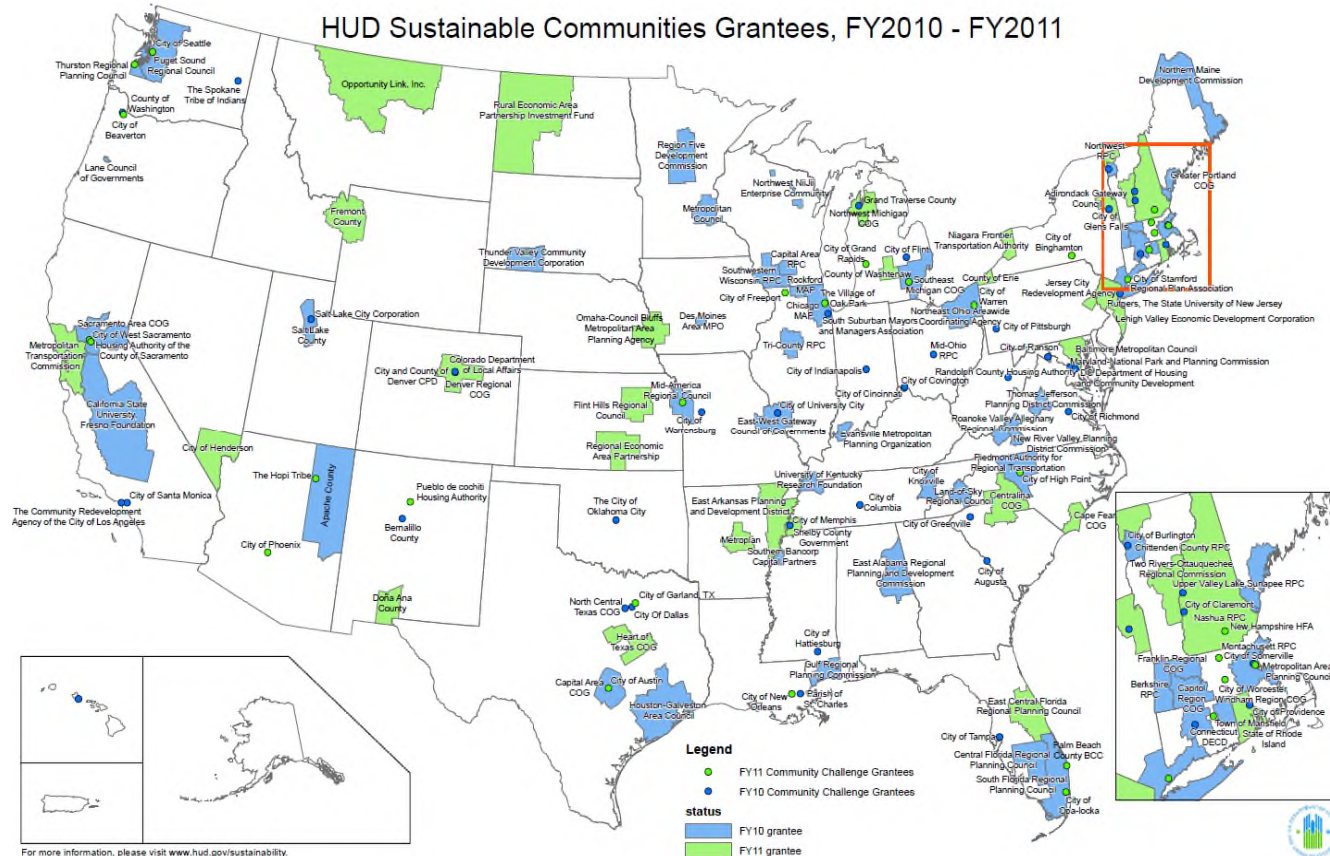 HUD Sustainable Communities Grantees, FY2010 - FY2011
City of Seattle
Thurston Regional
Planning Council
Puget Sound
Regional Council
The Spokane
Tribe of Indians
County of
Washington
City of
Beaverton
Lane Council
of Governments
Opportunity Link, Inc.
Rural Economic Area
Partnership Investment Fund
Fremont
County
Region Five
Development
Commission
Metropolitan
Council
Northwest NiiJii
Enterprise Community
Thunder Valley Community
Development Corporation
Grand Traverse County
Northwest Michigan
COG
City of Grand
Rapids
City of Flint
County of Washtenaw
Southeast
Michigan COG
Capital Area
RPC
Southwestern
Wisconsin RPC
Rockford
MAP
City of Freeport
Chicago
MAP
The Village of
Oak Park
South Suburban Mayors
and Managers Association
Northeast Ohio Areawide
Coordinating Agency
City of
Warren
County of Erie
Niagara Frontier
Transportation Authority
City of
Binghamton
Northern Maine
Development Commission
Northwest
RPC
Greater Portland
COG
Adirondack Gateway
Council
City of
Glens Falls
City of Stamford
Regional Plan Association
Jersey City
Redevelopment Agency
Rutgers, The State University of New Jersey
Lehigh Valley Economic Development Corporation
Sacramento Area COG
City of West Sacramento
Housing Authority of the
County of Sacramento
Metropolitan
Transportation
Commission
California State
University,
Fresno Foundation
City of Santa Monica
The Community Redevelopment
Agency of the City of Los Angeles
Salt Lake City Corporation
Salt Lake
County
City of Henderson
The Hopi Tribe
Apache County
City of Phoenix
Pueblo de cochiti
Housing Authority
Bernalillo
County
Doña Ana
County
Colorado Department
of Local Affairs
City and County of
Denver CPD
Denver Regional
COG
Omaha-Council Bluffs
Metropolitan Area
Planning Agency
Des Moines
Area MPO
Tri-County RPC
Flint Hills Regional
Council
Mid-America
Regional Council
City of
Warrensburg
Regional Economic
Area Partnership
City of University City
East-West Gateway
Council of Governments
City of Indianapolis
Mid-Ohio
RPC
City of Pittsburgh
City of Cincinnati
City of Covington
Evansville Metropolitan
Planning Organization
City of Ranson
Randolph County Housing Authority
Baltimore Metropolitan Council
Maryland-National Park and Planning Commission
DC Department of Housing
and Community Development
Thomas Jefferson
Planning District Commission
City of Richmond
Roanoke Valley Alleghany
Regional Commission
New River Valley Planning
District Commission
Piedmont Authority for
Regional Transportation
City of High Point
Centralina
COG
Cape Fear
COG
University of Kentucky
Research Foundation
City of
Knoxville
Land-of-Sky
Regional Council
City of
Columbia
City of Greenville
City of
Augusta
East Arkansas Planning
and Development District
Metroplan
City of Memphis
Shelby County
Government
Southern Bancorp
Capital Partners
East Alabama Regional
Planning and Development
Commission
The City of
Oklahoma City
City of Garland, TX
North Central
Texas COG
City Of Dallas
Heart of
Texas COG
Capital Area
COG
City of Austin
Houston-Galveston
Area Council
City of
Hattiesburg
Gulf Regional
Planning Commission
City of New
Orleans
Parish of
St. Charles
East Central Florida
Regional Planning Council
City of Tampa
Central Florida Regional
Planning Council
Palm Beach
County BCC
South Florida Regional
Planning Council
City of
Opa-locka
City of Burlington
Chittenden County RPC
Two Rivers-Ottauquechee
Regional Commission
Upper Valley Lake Sunapee RPC
City of Claremont
Nashua RPC
New Hampshire HFA
Montachusett RPC
Franklin Regional
COG
City of Somerville
Metropolitan Area
Planning Council
Berkshire
RPC
Capitol
Region
COG
City of Worcester
Windham Region COG
City of Providence
Town of Mansfield
Connecticut
DECD
State of Rhode
Island
Legend
FY11 Community Challenge Grantees
FY10 Community Challenge Grantees
status
FY10 grantee
FY11 grantee
For more information, please visit www.hud.gov/sustainability.